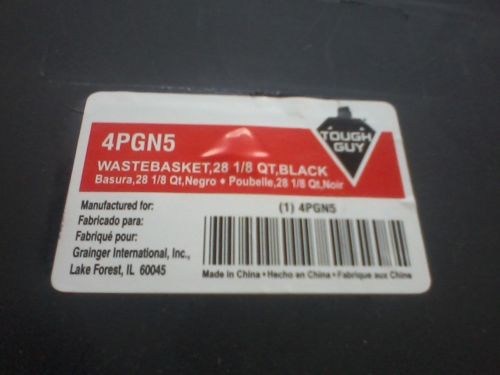 4PGN5
TOUGH
GUY
WASTEBASKET,28 1/8 QT,BLACK
Basura,28 1/8 Qt,Negro • Poubelle,28 1/8 Qt,Noir
Manufactured for:
Fabricado para:
Fabriqué pour:
Grainger International, Inc.,
Lake Forest, IL 60045
(1) 4PGN5
Made in China • Hecho en China • Fabrique aux Chine